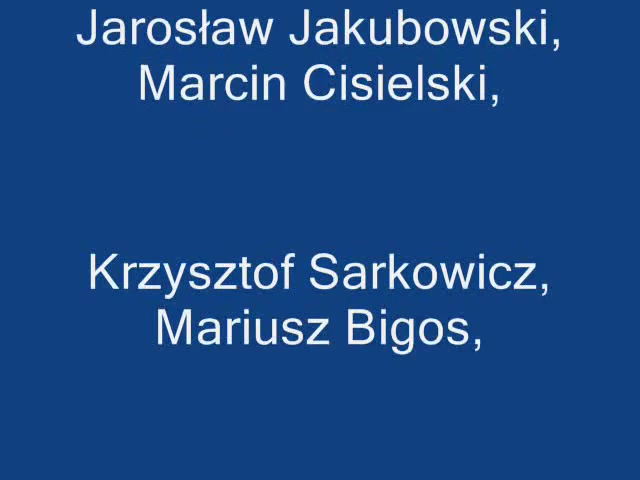 Jarosław Jakubowski,
Marcin Cisielski,
Krzysztof Sarkowicz,
Mariusz Bigos,